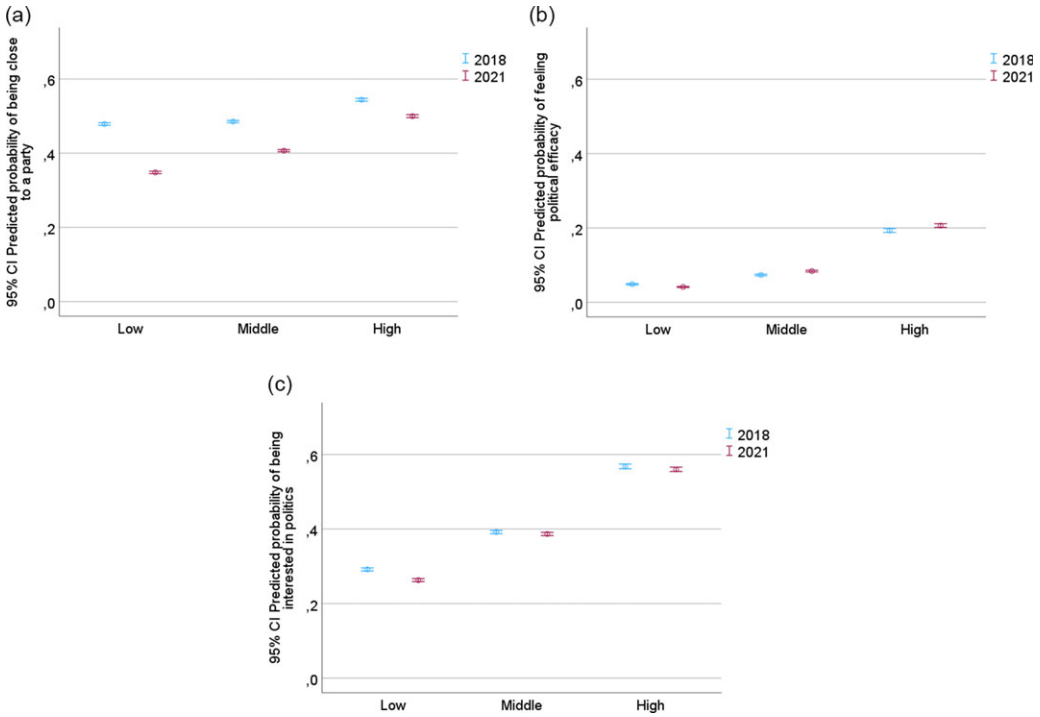 (a)
95% CI Predicted probability of being close
to a party
,6
,4
,2
,0
Low Middle High
2018
2021
(b)
95% CI Predicted probability of feeling
political efficacy
,6
,4
,2
,0
Low Middle High
2018
2021
(c)
95% CI Predicted probability of being
interested in politics
,6
,4
,2
,0
Low Middle High
2018
2021